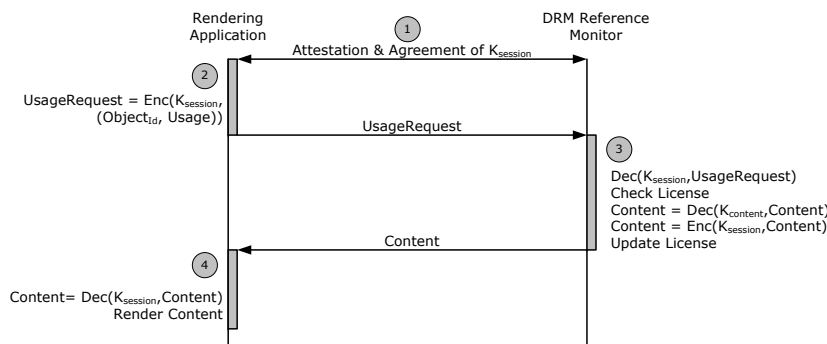 Rendering
Application
DRM Reference
Monitor
1
Attestation & Agreement of Ksession
2
UsageRequest = Enc(Ksession,
(ObjectId, Usage))
UsageRequest
3
Dec(Ksession,UsageRequest)
Check License
Content = Dec(Kcontent,Content)
Content = Enc(Ksession,Content)
Update License
Content
4
Content= Dec(Ksession,Content)
Render Content